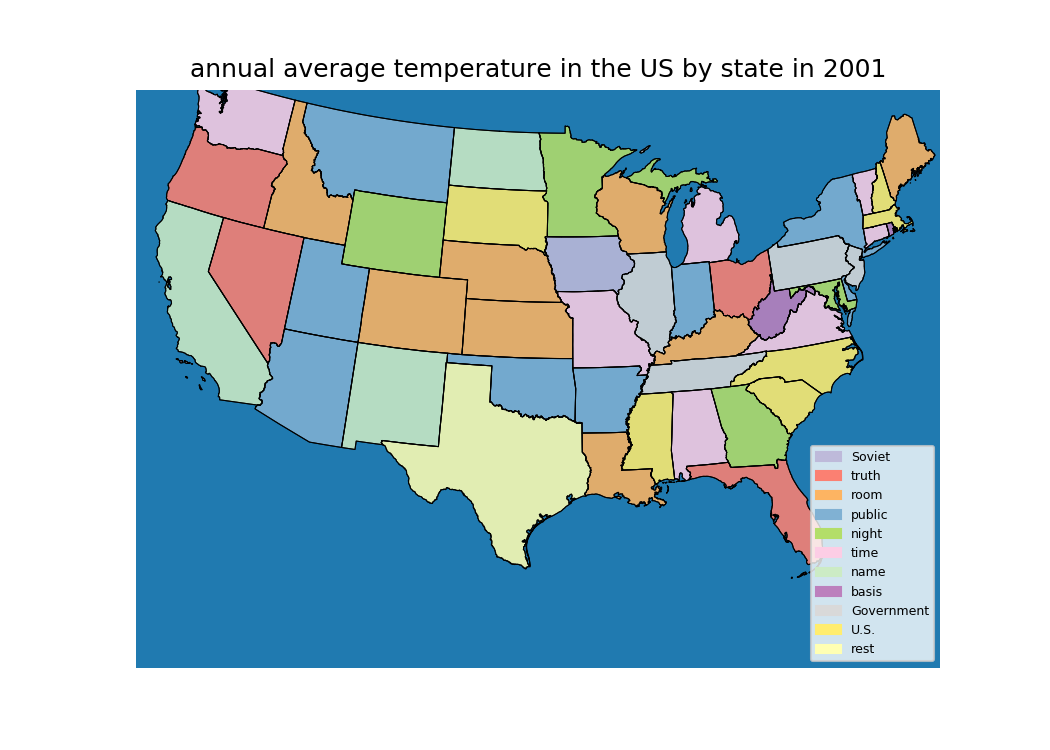 annual average temperature in the US by state in 2001
Soviet
truth
room
public
night
time
name
basis
Government
U.S.
rest